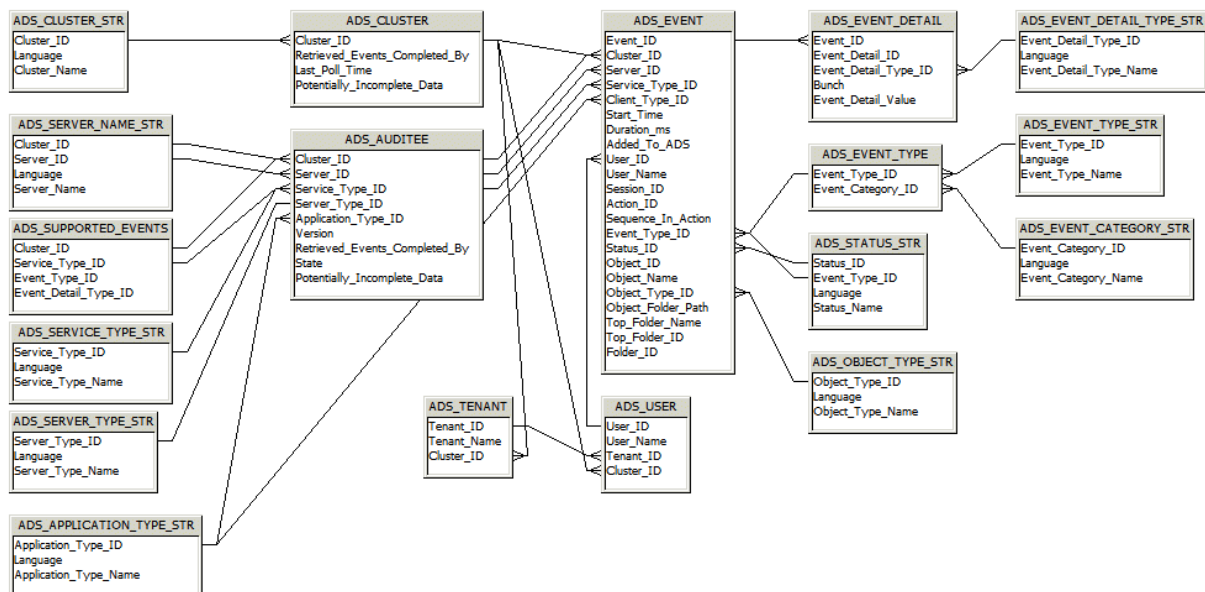 ADS_CLUSTER_STR
Cluster_ID
Language
Cluster_Name
ADS_SERVER_NAME_STR
Cluster_ID
Server_ID
Language
Server_Name
ADS_SUPPORTED_EVENTS
Cluster_ID
Service_Type_ID
Event_Type_ID
Event_Detail_Type_ID
ADS_SERVICE_TYPE_STR
Service_Type_ID
Language
Service_Type_Name
ADS_SERVER_TYPE_STR
Server_Type_ID
Language
Server_Type_Name
ADS_APPLICATION_TYPE_STR
Application_Type_ID
Language
Application_Type_Name
ADS_CLUSTER
Cluster_ID
Retrieved_Events_Completed_By
Last_Poll_Time
Potentially_Incomplete_Data
ADS_AUDITEE
Cluster_ID
Server_ID
Service_Type_ID
Server_Type_ID
Application_Type_ID
Version
Retrieved_Events_Completed_By
State
Potentially_Incomplete_Data
ADS_TENANT
Tenant_ID
Tenant_Name
Cluster_ID
ADS_EVENT
Event_ID
Cluster_ID
Server_ID
Service_Type_ID
Client_Type_ID
Start_Time
Duration_ms
Added_To_ADS
User_ID
User_Name
Session_ID
Action_ID
Sequence_In_Action
Event_Type_ID
Status_ID
Object_ID
Object_Name
Object_Type_ID
Object_Folder_Path
Top_Folder_Name
Top_Folder_ID
Folder_ID
ADS_USER
User_ID
User_Name
Tenant_ID
Cluster_ID
ADS_EVENT_DETAIL
Event_ID
Event_Detail_ID
Event_Detail_Type_ID
Bunch
Event_Detail_Value
ADS_EVENT_TYPE
Event_Type_ID
Event_Category_ID
ADS_STATUS_STR
Status_ID
Event_Type_ID
Language
Status_Name
ADS_OBJECT_TYPE_STR
Object_Type_ID
Language
Object_Type_Name
ADS_EVENT_DETAIL_TYPE_STR
Event_Detail_Type_ID
Language
Event_Detail_Type_Name
ADS_EVENT_TYPE_STR
Event_Type_ID
Language
Event_Type_Name
ADS_EVENT_CATEGORY_STR
Event_Category_ID
Language
Event_Category_Name